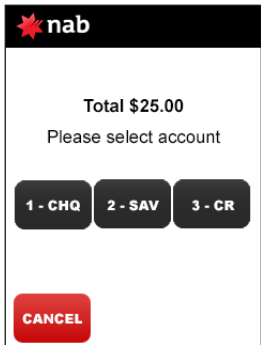 nab
Total $25.00
Please select account
1 - CHQ 2 - SAV 3 - CR
CANCEL